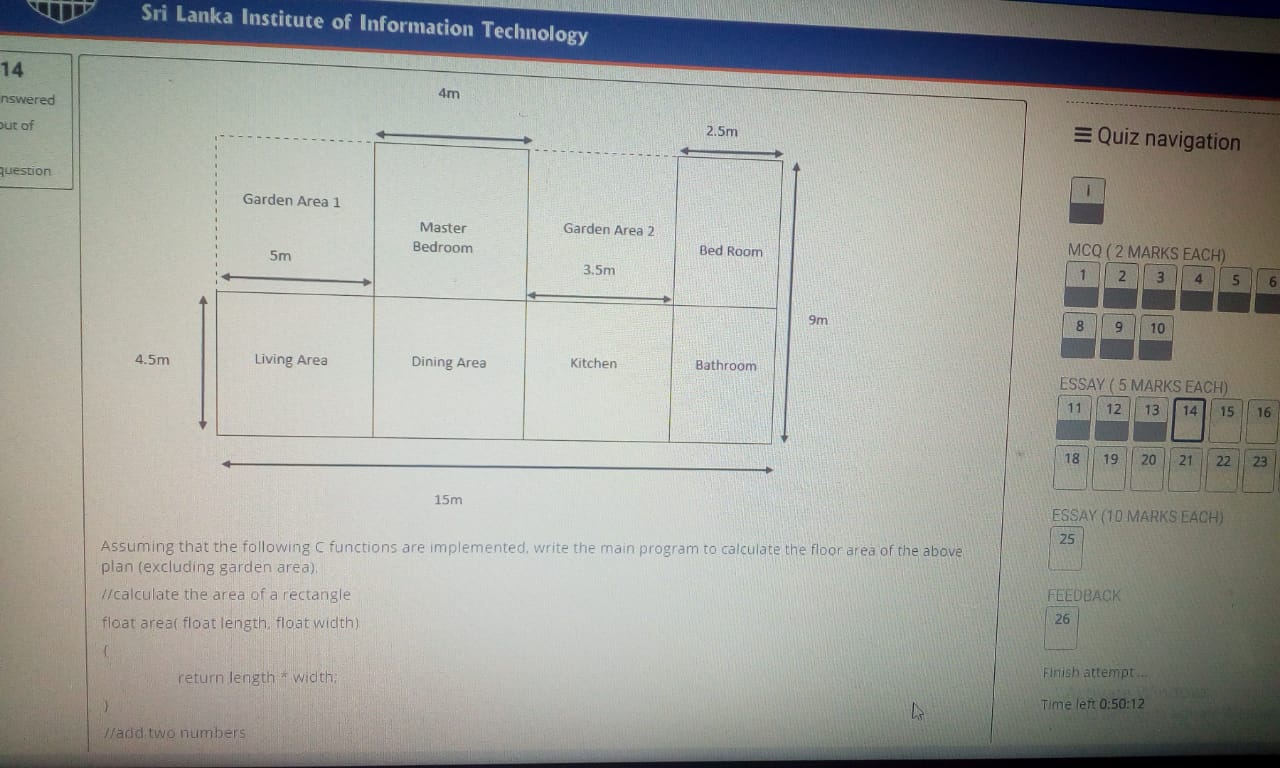 Sri Lanka Institute of Information Technology
14
nswered
out of
question
4m
2.5m
Garden Area 1
Master
Bedroom
Garden Area 2
Bed Room
5m
3.5m
9m
4.5m
Living Area
Dining Area
Kitchen
Bathroom
15m
Assuming that the following C functions are implemented, write the main program to calculate the floor area of the above
plan (excluding garden area).
//calculate the area of a rectangle
float area( float length, float width)
{
return length * width;
}
//add two numbers
Quiz navigation
i
MCQ ( 2 MARKS EACH)
1 2 3 4 5 6
8 9 10
ESSAY ( 5 MARKS EACH)
11 12 13 14 15 16
18 19 20 21 22 23
ESSAY (10 MARKS EACH)
25
FEEDBACK
26
Finish attempt ...
Time left 0:50:12